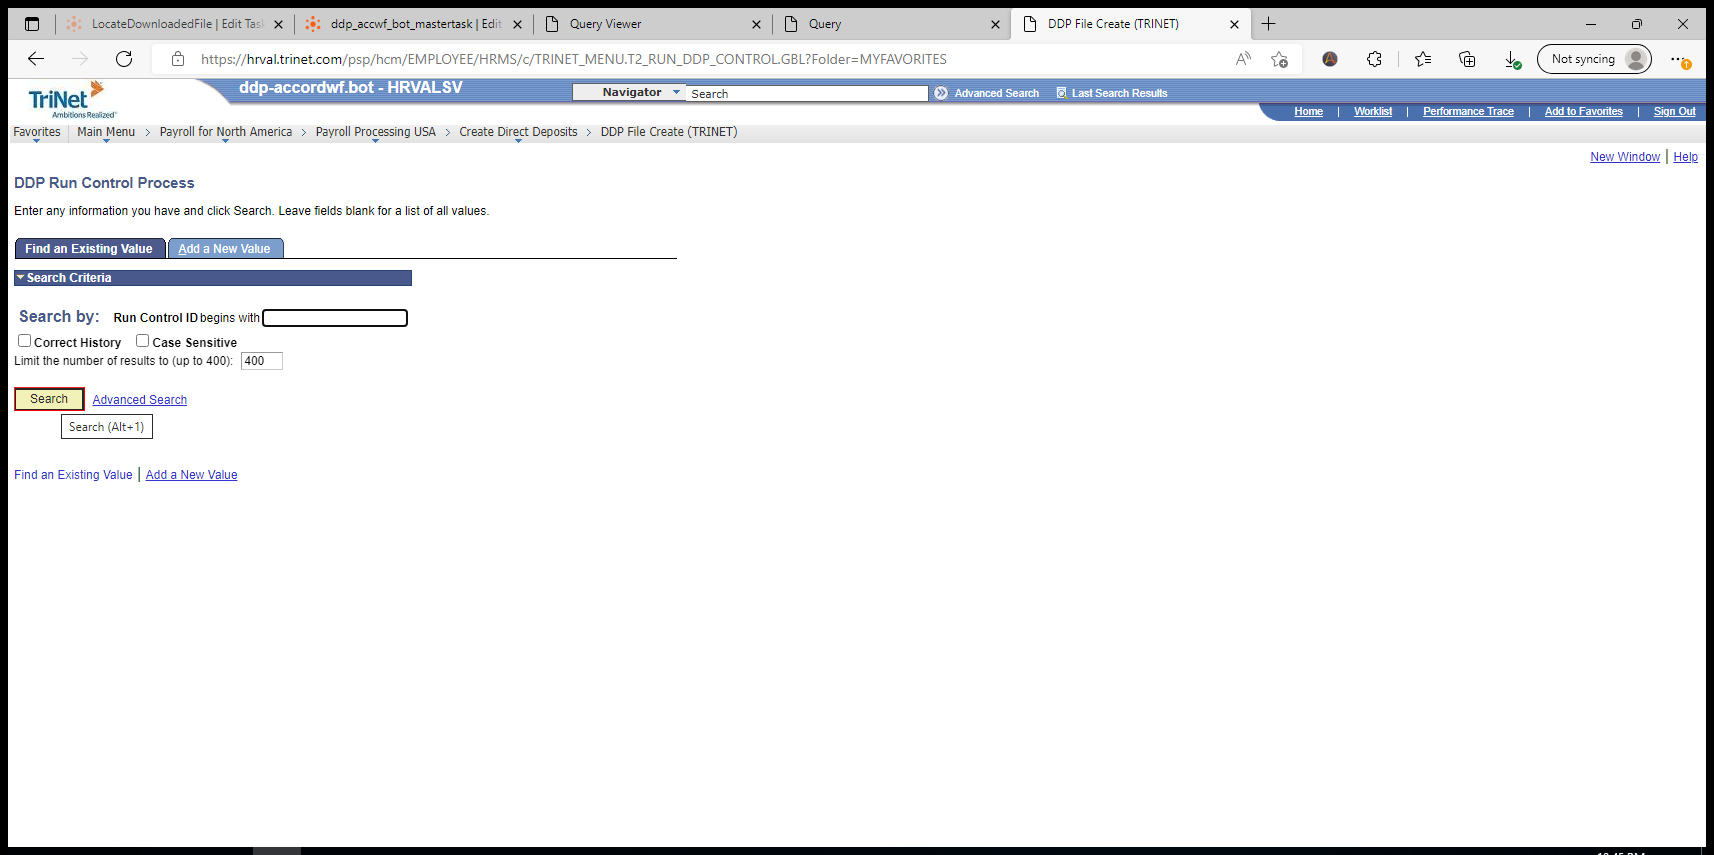 LocateDownloadedFile | Edit Tas
ddp_accwf_bot_mastertask | Edit
Query Viewer
Query
DDP File Create (TRINET)
https://hrval.trinet.com/psp/hcm/EMPLOYEE/HRMS/c/TRINET_MENU.T2_RUN_DDP_CONTROL.GBL?Folder=MYFAVORITES
Not syncing
TriNet
Ambitions Realized
ddp-accordwf.bot - HRVALSV
Navigator
Search
Advanced Search
Last Search Results
Home | Worklist | Performance Trace | Add to Favorites | Sign Out
Favorites Main Menu > Payroll for North America > Payroll Processing USA > Create Direct Deposits > DDP File Create (TRINET)
New Window | Help
DDP Run Control Process
Enter any information you have and click Search. Leave fields blank for a list of all values.
Find an Existing Value
Add a New Value
Search Criteria
Search by: Run Control ID begins with
Correct History Case Sensitive
Limit the number of results to (up to 400): 400
Search Advanced Search
Search (Alt+1)
Find an Existing Value | Add a New Value